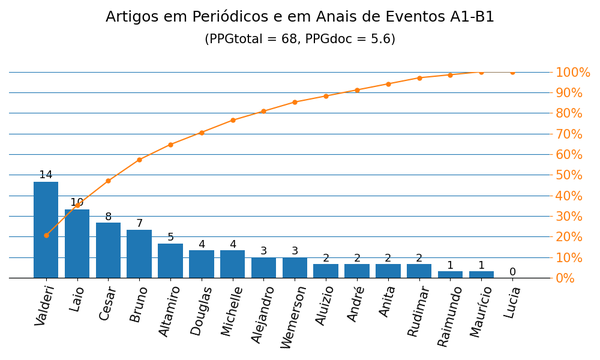 Artigos em Periódicos e em Anais de Eventos A1-B1
(PPGtotal = 68, PPGdoc = 5.6)
100%
90%
80%
70%
60%
50%
40%
30%
20%
10%
0%
14
10
8
7
5
4
4
3
3
2
2
2
2
1
1
0
Valderi
Laio
Cesar
Bruno
Altamiro
Douglas
Michelle
Alejandro
Wemerson
Aluizio
André
Anita
Rudimar
Raimundo
Maurício
Lucia